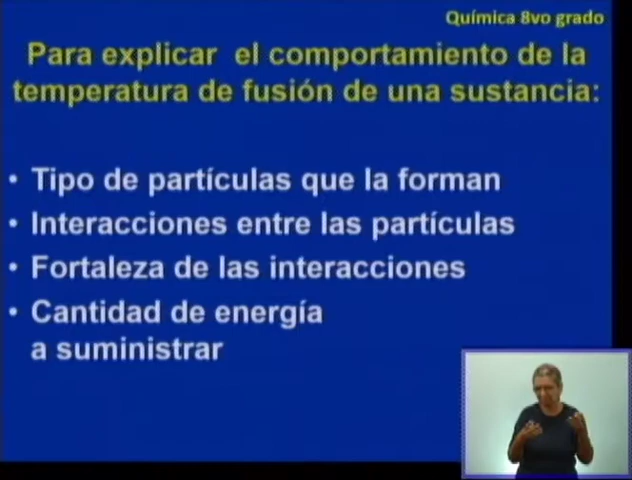 Química 8vo grado
Para explicar el comportamiento de la
temperatura de fusión de una sustancia:
• Tipo de partículas que la forman
• Interacciones entre las partículas
• Fortaleza de las interacciones
• Cantidad de energía
a suministrar